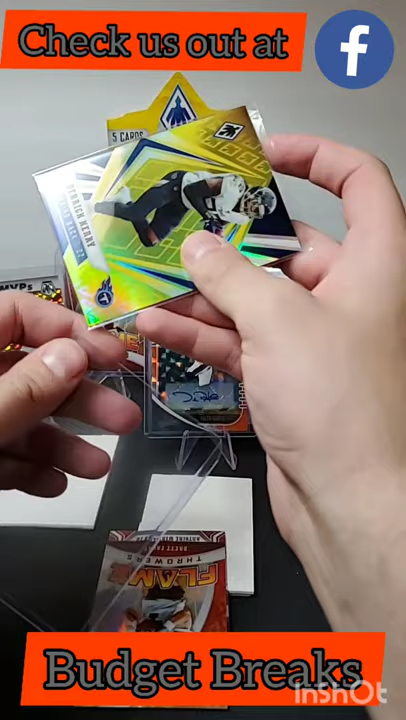 Check us out at
f
5 CARDS
DERRICK HENRY
MVPs
THROWERS
FLAME
Budget Breaks
InShOt